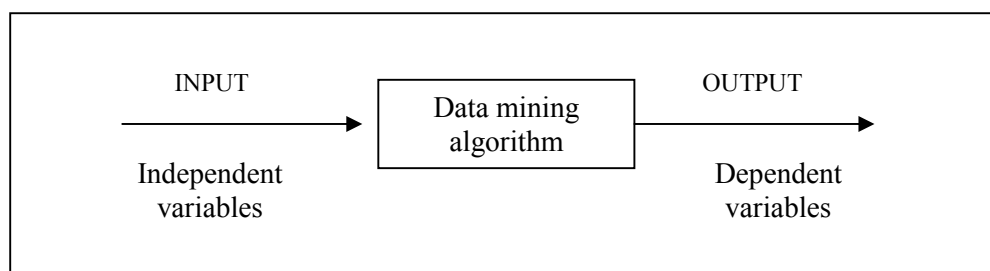 INPUT
Data mining
algorithm
OUTPUT
Independent
variables
Dependent
variables